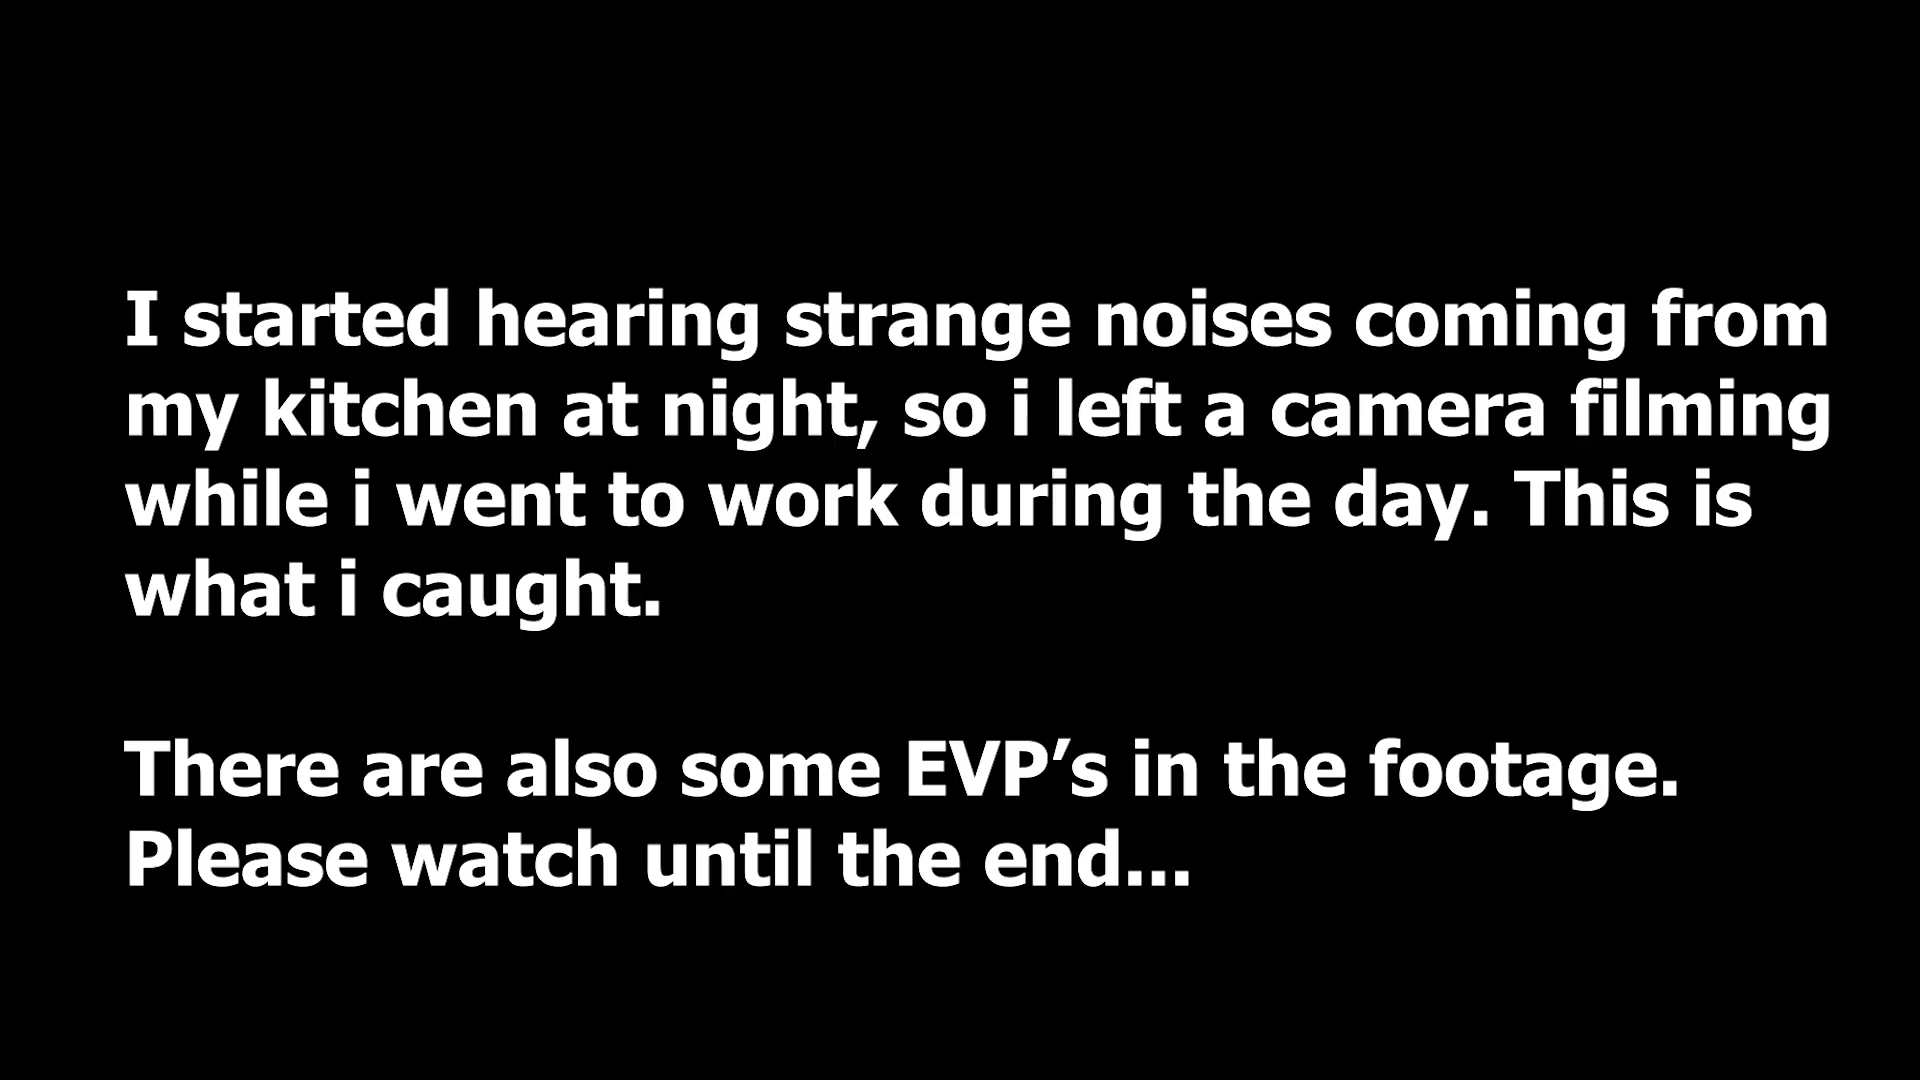 I started hearing strange noises coming from
my kitchen at night, so i left a camera filming
while i went to work during the day. This is
what i caught.
There are also some EVP’s in the footage.
Please watch until the end...